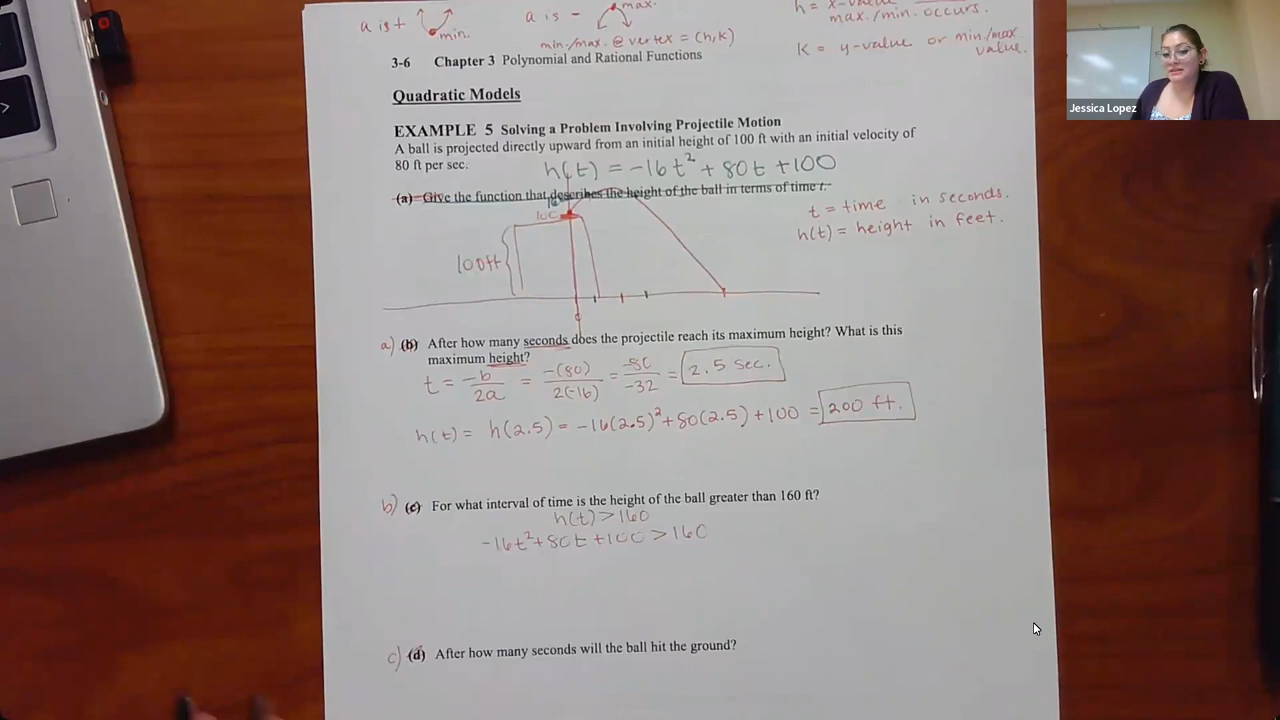 a is + min.
a is - max.
min./max. @ vertex = (h,k)
h = x-value
max./min. occurs.
K = y-value or min/max
value.
3-6 Chapter 3 Polynomial and Rational Functions
Quadratic Models
EXAMPLE 5 Solving a Problem Involving Projectile Motion
A ball is projected directly upward from an initial height of 100 ft with an initial velocity of
80 ft per sec.
h(t) = -16t² + 80t + 100
(a) Give the function that describes the height of the ball in terms of time t.
t = time in seconds.
h(t) = height in feet.
100
100ft
a) (b) After how many seconds does the projectile reach its maximum height? What is this
maximum height?
t = -b/2a = -(80)/2(-16) = -80/-32 = 2.5 sec.
h(t) = h(2.5) = -16(2.5)² + 80(2.5) + 100 = 200 ft.
b) (c) For what interval of time is the height of the ball greater than 160 ft?
h(t) > 160
-16t² + 80t + 100 > 160
c) (d) After how many seconds will the ball hit the ground?
Jessica Lopez